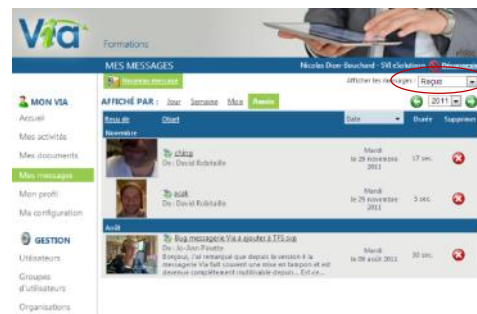 Via
Formations
MES MESSAGES
Nicolas Dion-Bouchard - SVI eSolutions Déconnexion
Nouveau message
Afficher les messages : Reçus
MON VIA
AFFICHÉ PAR : Jour Semaine Mois Année
2011
Accueil
Reçu de Objet Date Durée Supprimer
Novembre
Mes activités
Mes documents
Mes messages
Mon profil
Ma configuration
ching
De : David Robitaille
Mardi
le 29 novembre
2011
17 sec.
acak
De : David Robitaille
Mardi
le 29 novembre
2011
5 sec.
GESTION
Août
Utilisateurs
Groupes
d'utilisateurs
Organisations
Bug messagerie Via à ajouter à TFS svp
De : Jo-Ann Pinette
Bonjour, j'ai remarqué que depuis la version 4 la
messagerie Via fait souvent une mise en tampon et est
devenue complètement inutilisable depuis... Est ce...
Mardi
le 09 août 2011
30 sec.